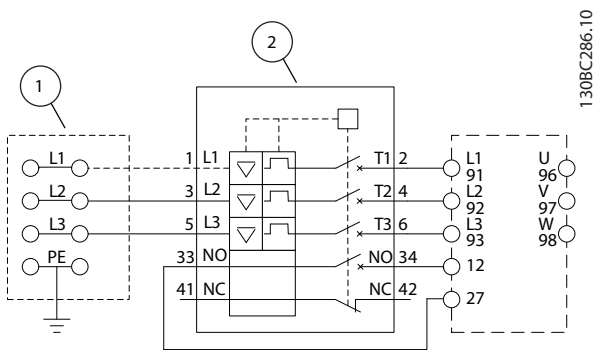 130BC286.10
2
1
L1 1 L1 T1 2 L1 U
91 96
L2 3 L2 T2 4 L2 V
92 97
L3 5 L3 T3 6 L3 W
93 98
PE 33 NO NO 34 12
41 NC NC 42 27